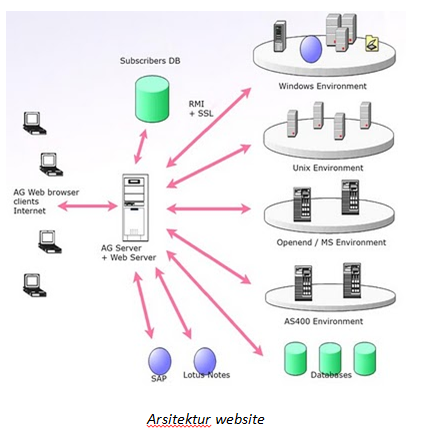 Subscribers DB
RMI
+ SSL
Windows Environment
Unix Environment
AG Web browser
clients
Internet
AG Server
+ Web Server
Openend / MS Environment
AS400 Environment
SAP
Lotus Notes
Databases
Arsitektur website